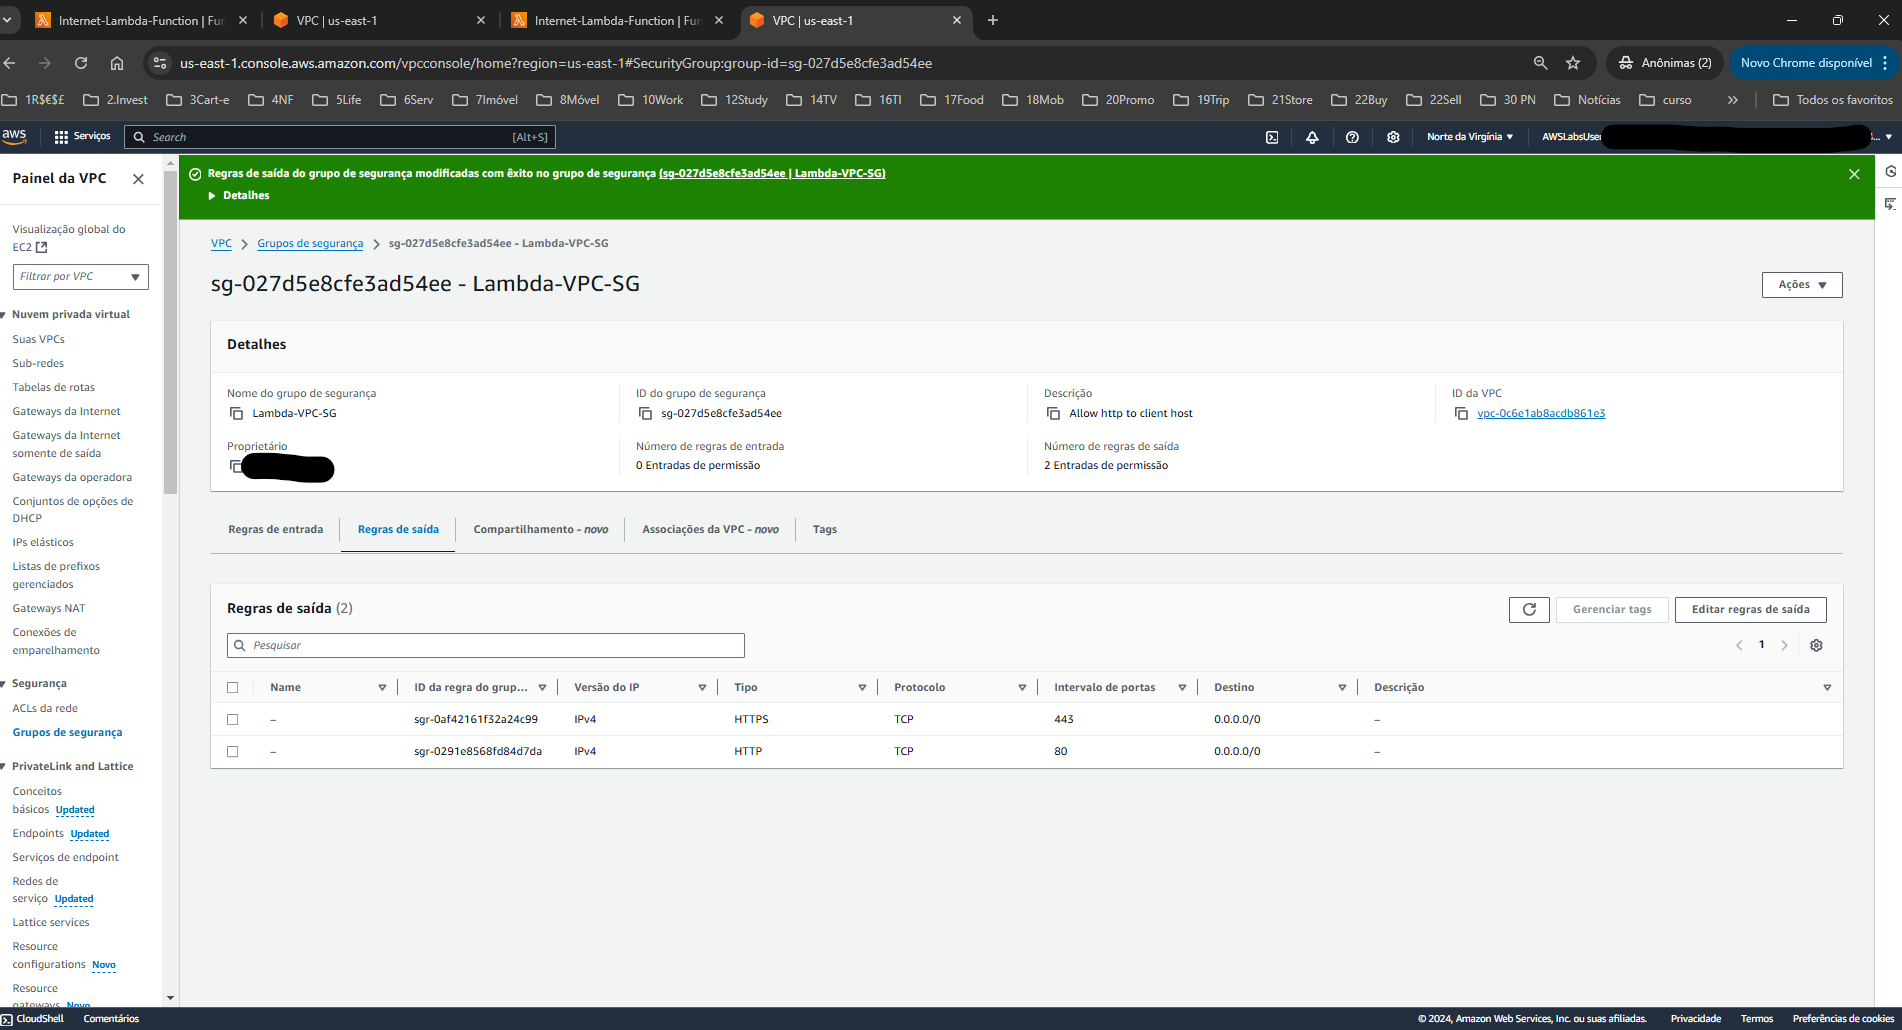 Internet-Lambda-Function | Fur
VPC | us-east-1
Internet-Lambda-Function | Fur
VPC | us-east-1
us-east-1.console.aws.amazon.com/vpcconsole/home?region=us-east-1#SecurityGroup:group-id=sg-027d5e8cfe3ad54ee
Anônimas (2)
Novo Chrome disponível
1R$€$£
2.Invest
3Cart-e
4NF
5Life
6Serv
7Imóvel
8Móvel
10Work
12Study
14TV
16TI
17Food
18Mob
20Promo
19Trip
21Store
22Buy
22Sell
30 PN
Notícias
curso
Todos os favoritos
aws
Serviços
Search
[Alt+S]
Norte da Virgínia
AWSLabsUser
...
Painel da VPC
Visualização global do
EC2
Filtrar por VPC
Nuvem privada virtual
Suas VPCs
Sub-redes
Tabelas de rotas
Gateways da Internet
Gateways da Internet
somente de saída
Gateways da operadora
Conjuntos de opções de
DHCP
IPs elásticos
Listas de prefixos
gerenciados
Gateways NAT
Conexões de
emparelhamento
Segurança
ACLs da rede
Grupos de segurança
PrivateLink and Lattice
Conceitos
básicos Updated
Endpoints Updated
Serviços de endpoint
Redes de
serviço Updated
Lattice services
Resource
configurations Novo
Resource
gateways Novo
Regras de saída do grupo de segurança modificadas com êxito no grupo de segurança (sg-027d5e8cfe3ad54ee | Lambda-VPC-SG)
Detalhes
VPC
Grupos de segurança
sg-027d5e8cfe3ad54ee - Lambda-VPC-SG
sg-027d5e8cfe3ad54ee - Lambda-VPC-SG
Ações
Detalhes
Nome do grupo de segurança
Lambda-VPC-SG
ID do grupo de segurança
sg-027d5e8cfe3ad54ee
Descrição
Allow http to client host
ID da VPC
vpc-0c6e1ab8acdb861e3
Proprietário
Número de regras de entrada
0 Entradas de permissão
Número de regras de saída
2 Entradas de permissão
Regras de entrada
Regras de saída
Compartilhamento - novo
Associações da VPC - novo
Tags
Regras de saída (2)
Gerenciar tags
Editar regras de saída
Pesquisar
1
Name
ID da regra do grup...
Versão do IP
Tipo
Protocolo
Intervalo de portas
Destino
Descrição
– sgr-0af42161f32a24c99 IPv4 HTTPS TCP 443 0.0.0.0/0 –
– sgr-0291e8568fd84d7da IPv4 HTTP TCP 80 0.0.0.0/0 –
CloudShell
Comentários
© 2024, Amazon Web Services, Inc. ou suas afiliadas.
Privacidade
Termos
Preferências de cookies